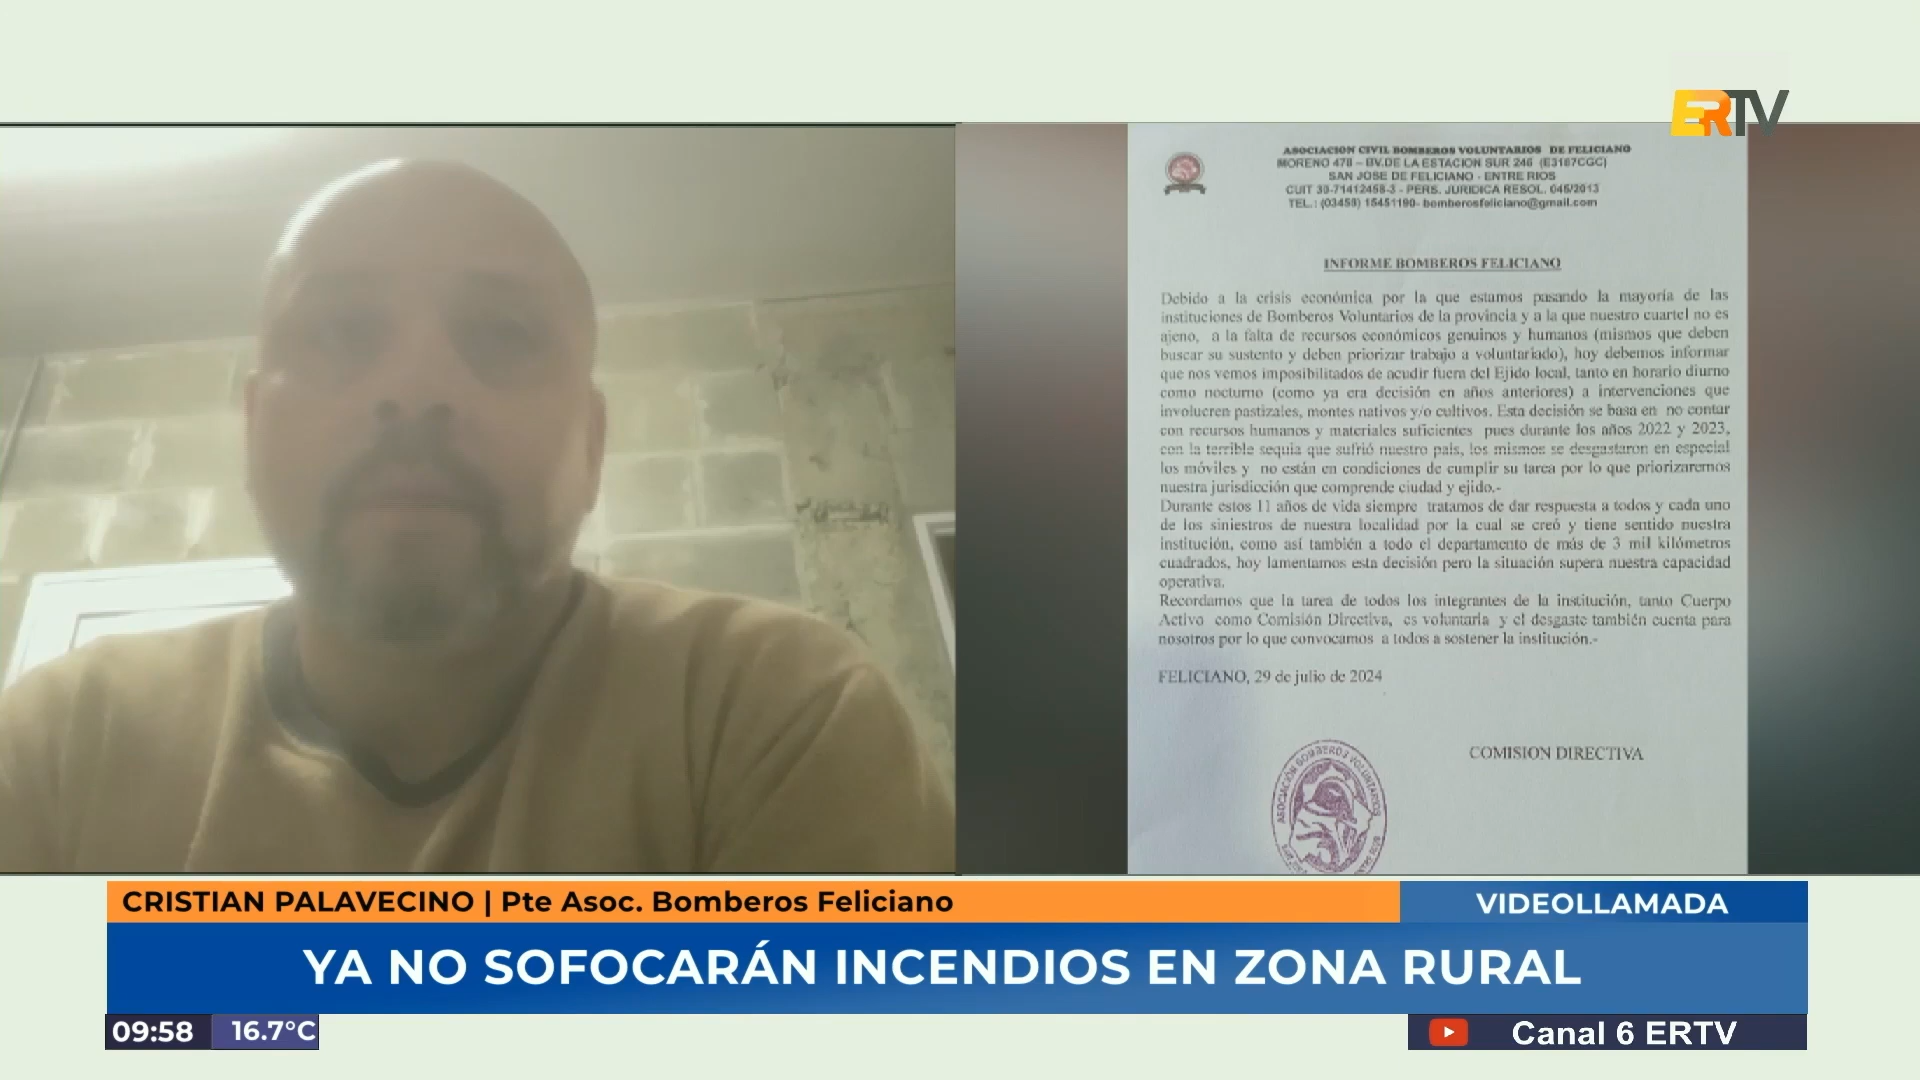 ERTV
ASOCIACION CIVIL BOMBEROS VOLUNTARIOS DE FELICIANO
MORENO 478 – BV.DE LA ESTACION SUR 246 (E3187CGC)
SAN JOSE DE FELICIANO - ENTRE RIOS
CUIT 30-71412458-3 - PERS. JURIDICA RESOL. 045/2013
TEL.: (03458) 15451190- bomberosfeliciano@gmail.com
INFORME BOMBEROS FELICIANO
Debido a la crisis económica por la que estamos pasando la mayoría de las
instituciones de Bomberos Voluntarios de la provincia y a la que nuestro cuartel no es
ajeno, a la falta de recursos económicos genuinos y humanos (mismos que deben
buscar su sustento y deben priorizar trabajo a voluntariado), hoy debemos informar
que nos vemos imposibilitados de acudir fuera del Ejido local, tanto en horario diurno
como nocturno (como ya era decisión en años anteriores) a intervenciones que
involucren pastizales, montes nativos y/o cultivos. Esta decisión se basa en no contar
con recursos humanos y materiales suficientes pues durante los años 2022 y 2023,
con la terrible sequia que sufrió nuestro país, los mismos se desgastaron en especial
los móviles y no están en condiciones de cumplir su tarea por lo que priorizaremos
nuestra jurisdicción que comprende ciudad y ejido.-
Durante estos 11 años de vida siempre tratamos de dar respuesta a todos y cada uno
de los siniestros de nuestra localidad por la cual se creó y tiene sentido nuestra
institución, como así también a todo el departamento de más de 3 mil kilómetros
cuadrados, hoy lamentamos esta decisión pero la situación supera nuestra capacidad
operativa.
Recordamos que la tarea de todos los integrantes de la institución, tanto Cuerpo
Activo como Comisión Directiva, es voluntaria y el desgaste también cuenta para
nosotros por lo que convocamos a todos a sostener la institución.-
FELICIANO, 29 de julio de 2024
COMISION DIRECTIVA
ASOCIACIÓN BOMBEROS VOLUNTARIOS
CRISTIAN PALAVECINO | Pte Asoc. Bomberos Feliciano
VIDEOLLAMADA
YA NO SOFOCARÁN INCENDIOS EN ZONA RURAL
09:58 16.7°C
Canal 6 ERTV